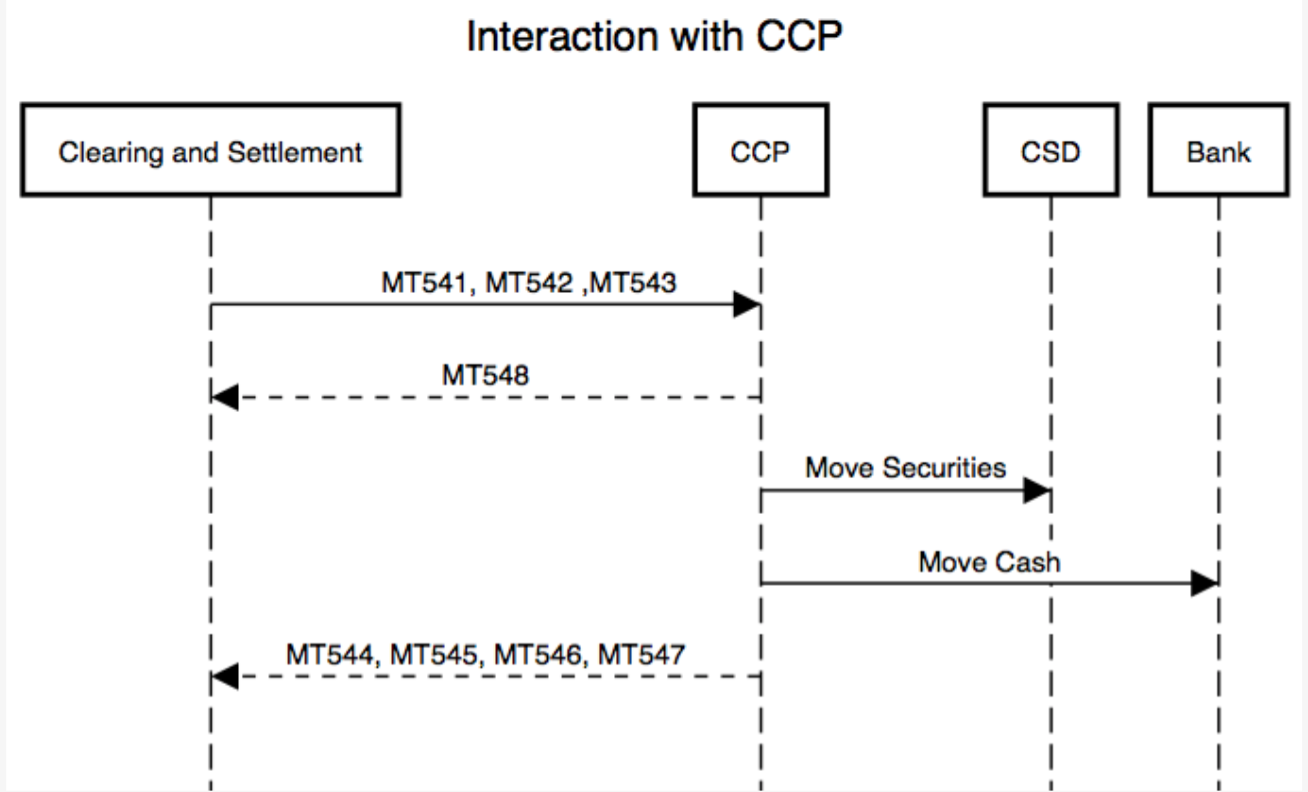 Interaction with CCP
Clearing and Settlement
CCP
CSD
Bank
MT541, MT542 ,MT543
MT548
Move Securities
Move Cash
MT544, MT545, MT546, MT547